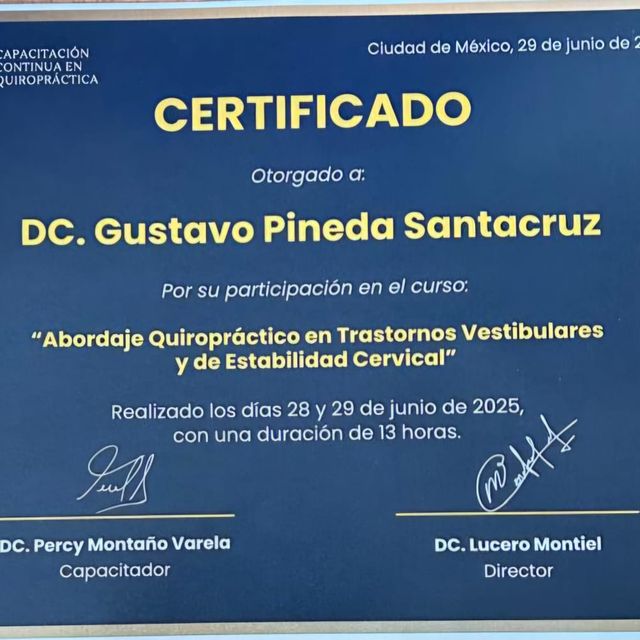 CAPACITACIÓN
CONTINUA EN
QUIROPRÁCTICA
Ciudad de México, 29 de junio de 2
CERTIFICADO
Otorgado a:
DC. Gustavo Pineda Santacruz
Por su participación en el curso:
“Abordaje Quiropráctico en Trastornos Vestibulares
y de Estabilidad Cervical”
Realizado los días 28 y 29 de junio de 2025,
con una duración de 13 horas.
DC. Percy Montaño Varela
Capacitador
DC. Lucero Montiel
Director